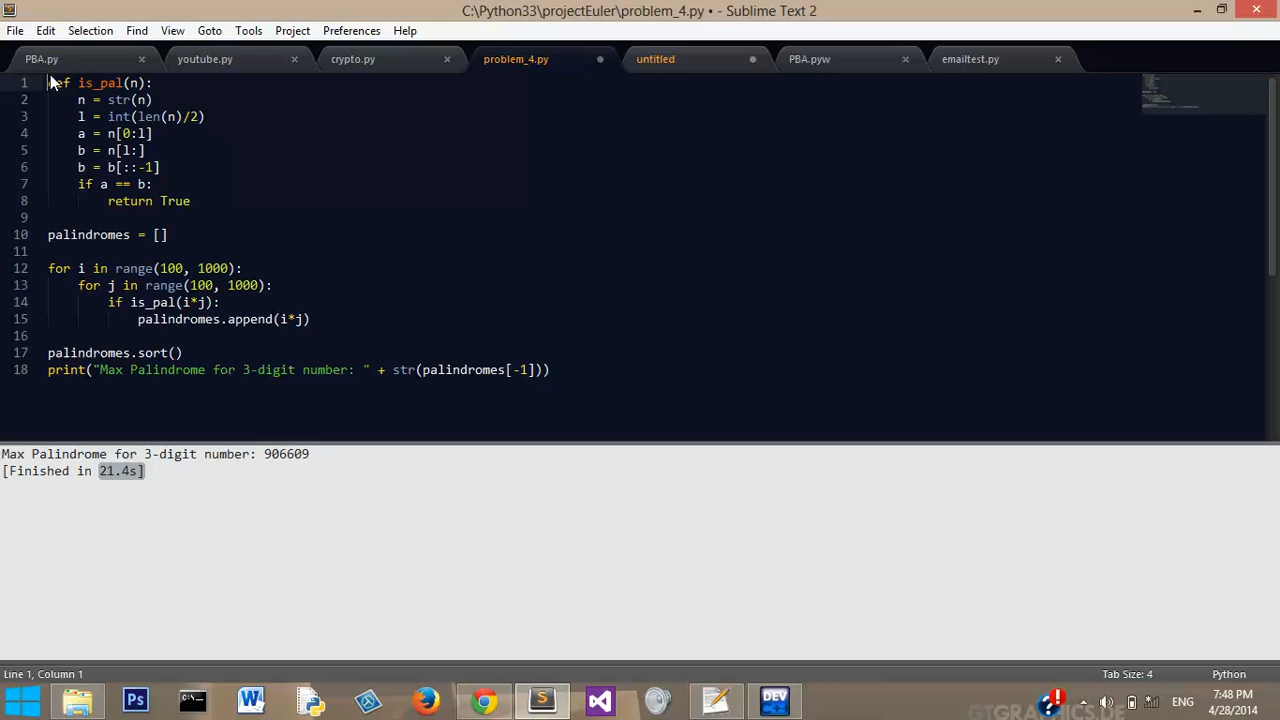 C:\Python33\projectEuler\problem_4.py • - Sublime Text 2
File Edit Selection Find View Goto Tools Project Preferences Help
PBA.py youtube.py crypto.py problem_4.py untitled PBA.pyw emailtest.py
1 def is_pal(n):
2 n = str(n)
3 l = int(len(n)/2)
4 a = n[0:l]
5 b = n[l:]
6 b = b[::-1]
7 if a == b:
8 return True
9
10 palindromes = []
11
12 for i in range(100, 1000):
13 for j in range(100, 1000):
14 if is_pal(i*j):
15 palindromes.append(i*j)
16
17 palindromes.sort()
18 print("Max Palindrome for 3-digit number: " + str(palindromes[-1]))
Max Palindrome for 3-digit number: 906609
[Finished in 21.4s]
Line 1, Column 1 Tab Size: 4 Python
Ps W S DEV ENG 7:48 PM
4/28/2014
GTGRAPHICS.DE